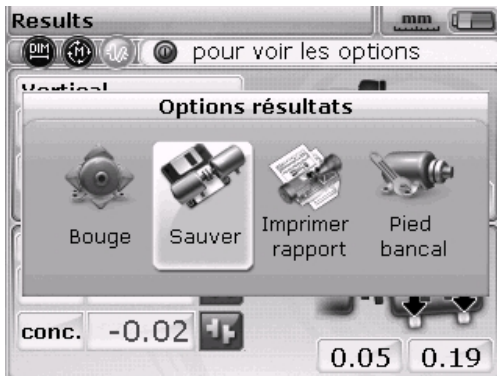 Results
mm
DIM
M
pour voir les options
Vertical
Options résultats
Bouge
Sauver
Imprimer rapport
Pied bancal
conc. -0.02
0.05 0.19